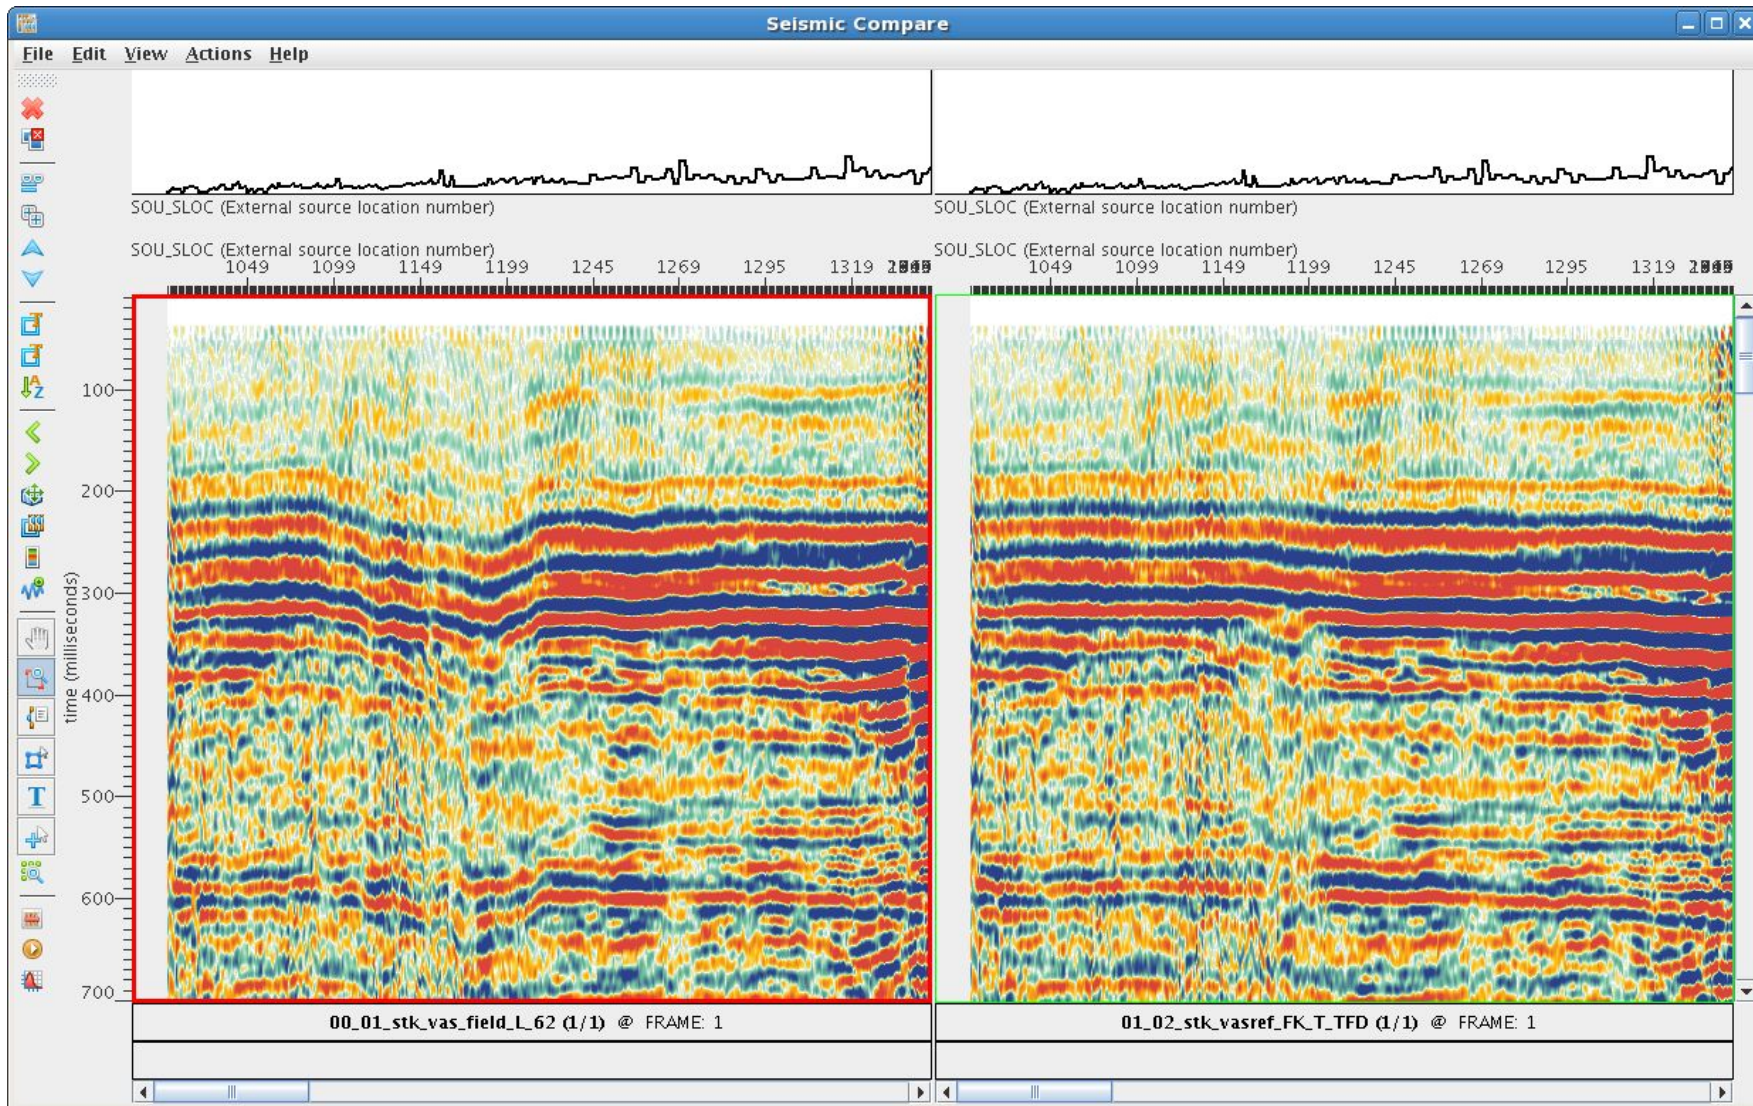 Seismic Compare
File Edit View Actions Help
SOU_SLOC (External source location number)
SOU_SLOC (External source location number)
SOU_SLOC (External source location number)
SOU_SLOC (External source location number)
1049 1099 1149 1199 1245 1269 1295 1319
1049 1099 1149 1199 1245 1269 1295 1319
100
200
300
400
500
600
700
time (milliseconds)
00_01_stk_vas_field_L_62 (1/1) @ FRAME: 1
01_02_stk_vasref_FK_T_TFD (1/1) @ FRAME: 1